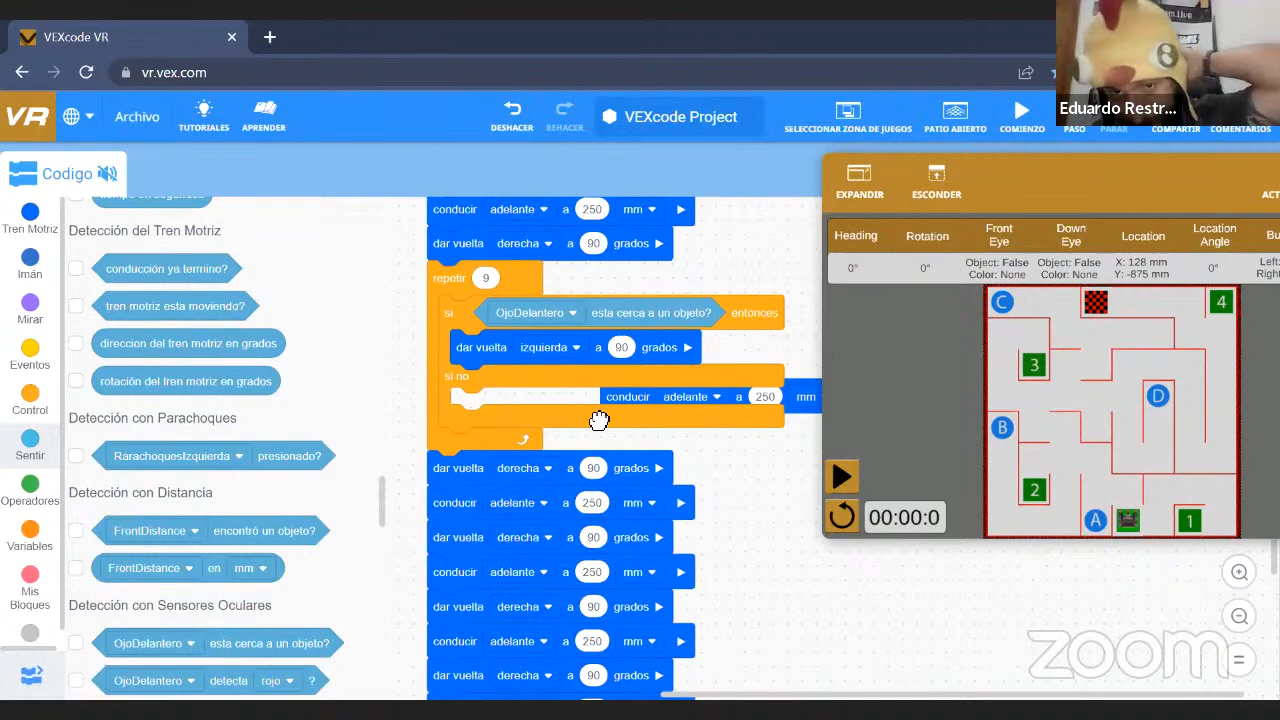 VEXcode VR
vr.vex.com
Eduardo Restr...
VR
Archivo
TUTORIALES
APRENDER
DESHACER
REHACER
VEXcode Project
SELECCIONAR ZONA DE JUEGOS
PATIO ABIERTO
COMIENZO
PASO
PARAR
COMPARTIR
COMENTARIOS
Codigo
Tren Motriz
Imán
Mirar
Eventos
Control
Sentir
Operadores
Variables
Mis
Bloques
Detección del Tren Motriz
conducción ya termino?
tren motriz esta moviendo?
direccion del tren motriz en grados
rotación del tren motriz en grados
Detección con Parachoques
RarachoquesIzquierda presionado?
Detección con Distancia
FrontDistance encontró un objeto?
FrontDistance en mm
Detección con Sensores Oculares
OjoDelantero esta cerca a un objeto?
OjoDelantero detecta rojo ?
conducir adelante a 250 mm
dar vuelta derecha a 90 grados
repetir 9
si OjoDelantero esta cerca a un objeto? entonces
dar vuelta izquierda a 90 grados
si no
conducir adelante a 250 mm
dar vuelta derecha a 90 grados
conducir adelante a 250 mm
dar vuelta derecha a 90 grados
conducir adelante a 250 mm
dar vuelta derecha a 90 grados
conducir adelante a 250 mm
dar vuelta derecha a 90 grados
EXPANDIR
ESCONDER
Heading Rotation Front Eye Down Eye Location Location Angle
0° 0° Object: False Color: None Object: False Color: None X: 128 mm Y: -875 mm 0° Left: Right
C
4
3
D
B
2
A
1
00:00:0
zoom